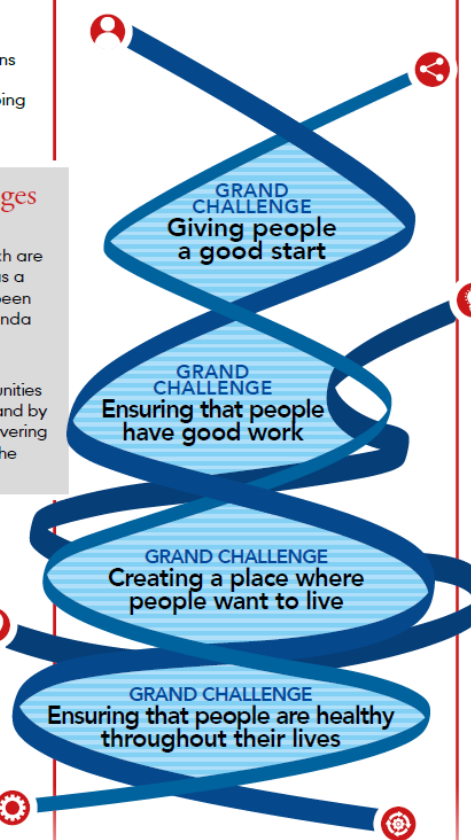 GRAND
CHALLENGE
Giving people
a good start
GRAND
CHALLENGE
Ensuring that people
have good work
GRAND CHALLENGE
Creating a place where
people want to live
GRAND CHALLENGE
Ensuring that people are healthy
throughout their lives